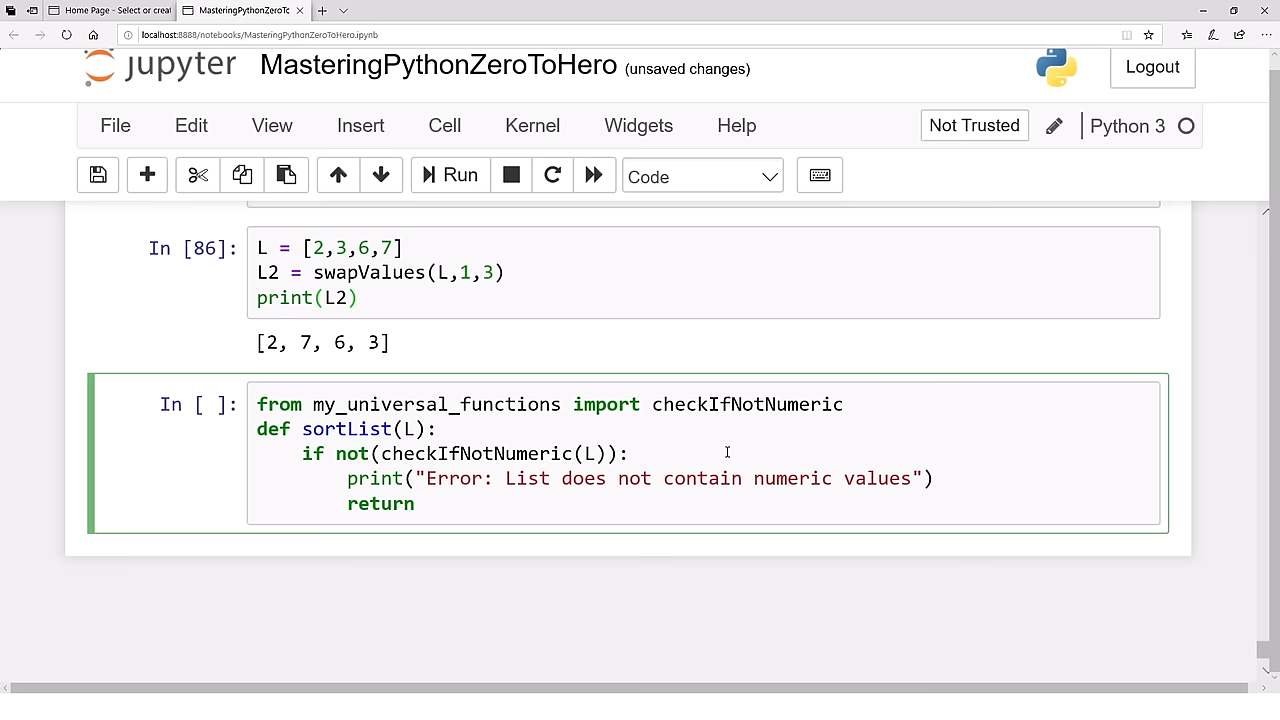 Home Page - Select or creat
MasteringPythonZeroToC
localhost:8888/notebooks/MasteringPythonZeroToHero.ipynb
jupyter MasteringPythonZeroToHero (unsaved changes)
Logout
File Edit View Insert Cell Kernel Widgets Help
Not Trusted Python 3
Run Code
In [86]: L = [2,3,6,7]
L2 = swapValues(L,1,3)
print(L2)
[2, 7, 6, 3]
In [ ]: from my_universal_functions import checkIfNotNumeric
def sortList(L):
    if not(checkIfNotNumeric(L)):
        print("Error: List does not contain numeric values")
        return